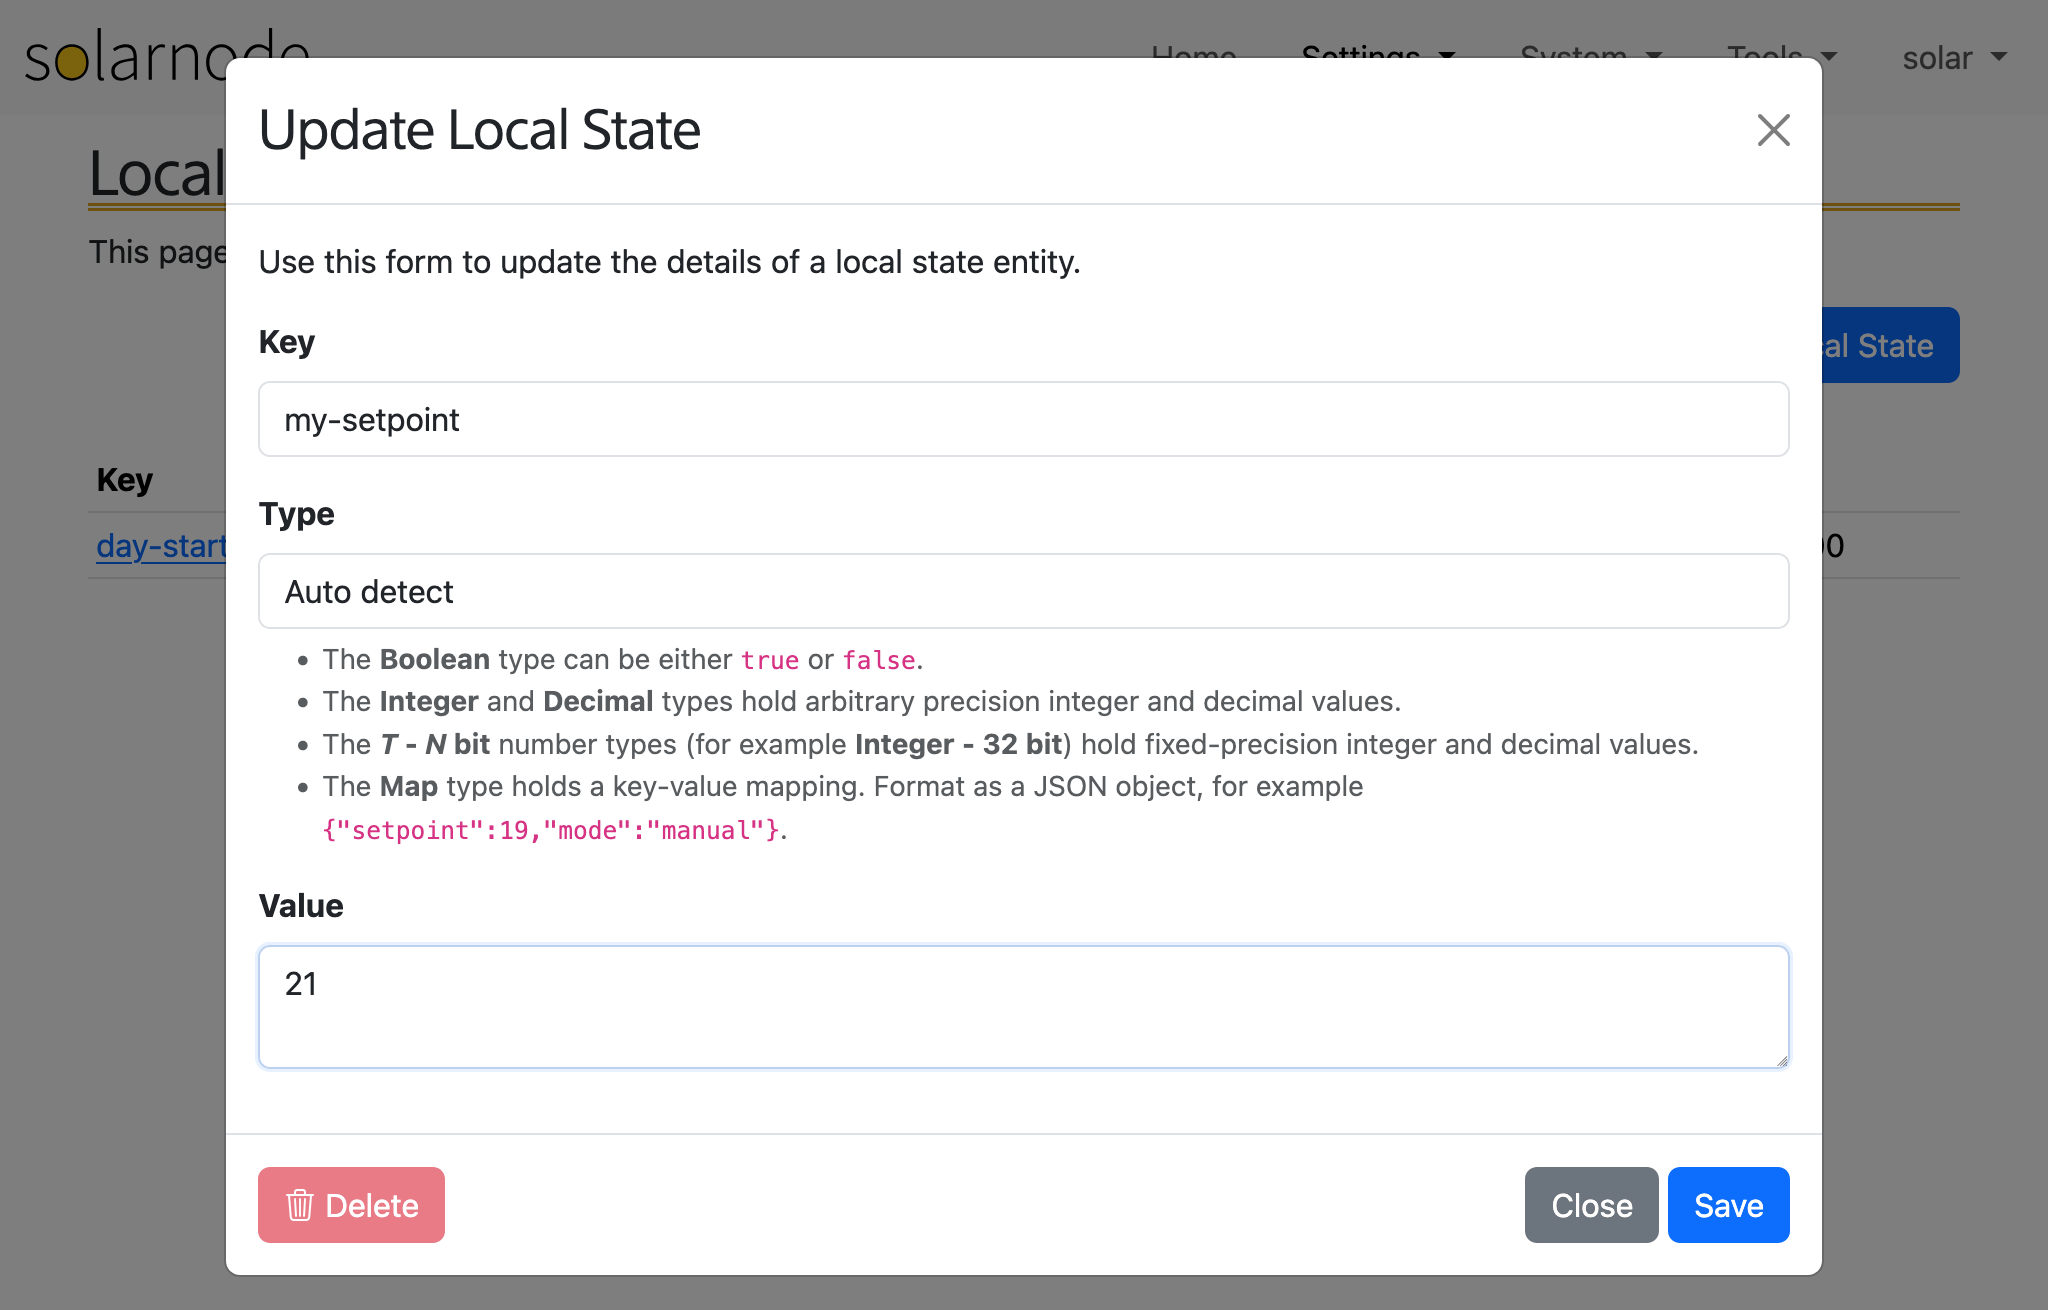 solarnode
Home Settings System Tools solar
Update Local State
Local
This page
Use this form to update the details of a local state entity.
Key
my-setpoint
cal State
Key
Type
day-start
Auto detect
00
• The Boolean type can be either true or false.
• The Integer and Decimal types hold arbitrary precision integer and decimal values.
• The T - N bit number types (for example Integer - 32 bit) hold fixed-precision integer and decimal values.
• The Map type holds a key-value mapping. Format as a JSON object, for example
{"setpoint":19,"mode":"manual"}.
Value
21
Delete
Close
Save